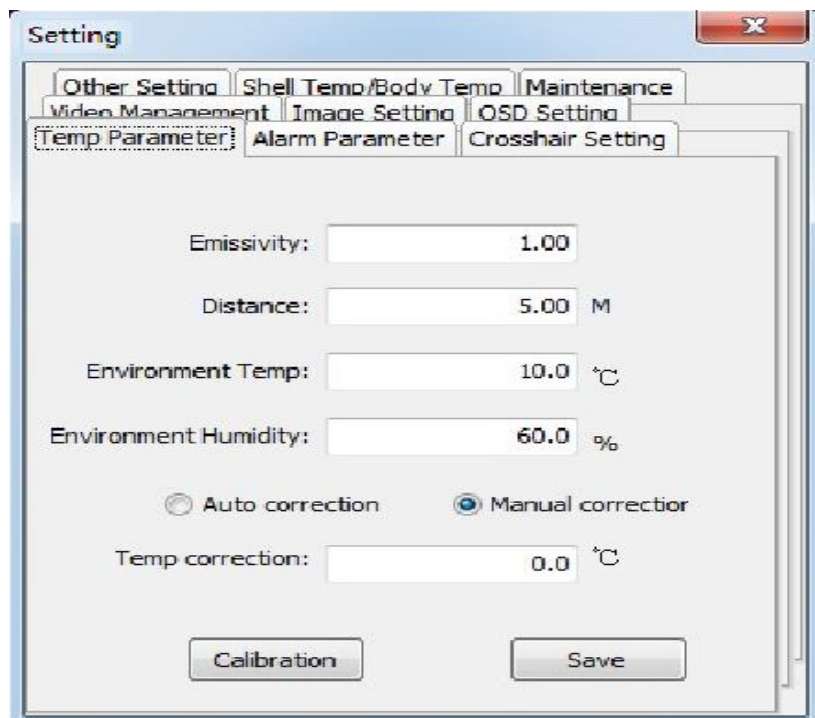 Setting
Other Setting Shell Temp/Body Temp Maintenance
Video Management Image Setting OSD Setting
Temp Parameter Alarm Parameter Crosshair Setting
Emissivity: 1.00
Distance: 5.00 M
Environment Temp: 10.0 ℃
Environment Humidity: 60.0 %
Auto correction Manual correctior
Temp correction: 0.0 ℃
Calibration Save